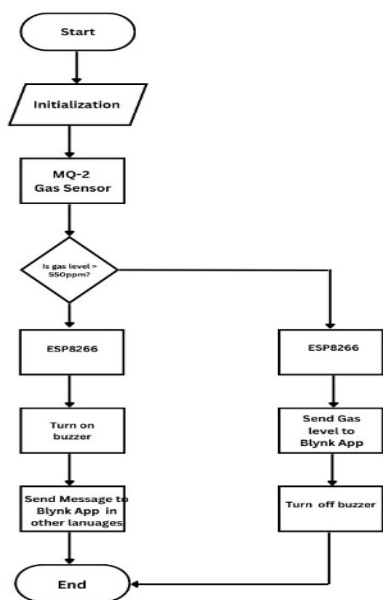 Start
Initialization
MQ-2
Gas Sensor
Is gas level >
550ppm?
ESP8266
ESP8266
Turn on
buzzer
Send Gas
level to
Blynk App
Send Message to
Blynk App in
other lanuages
Turn off buzzer
End